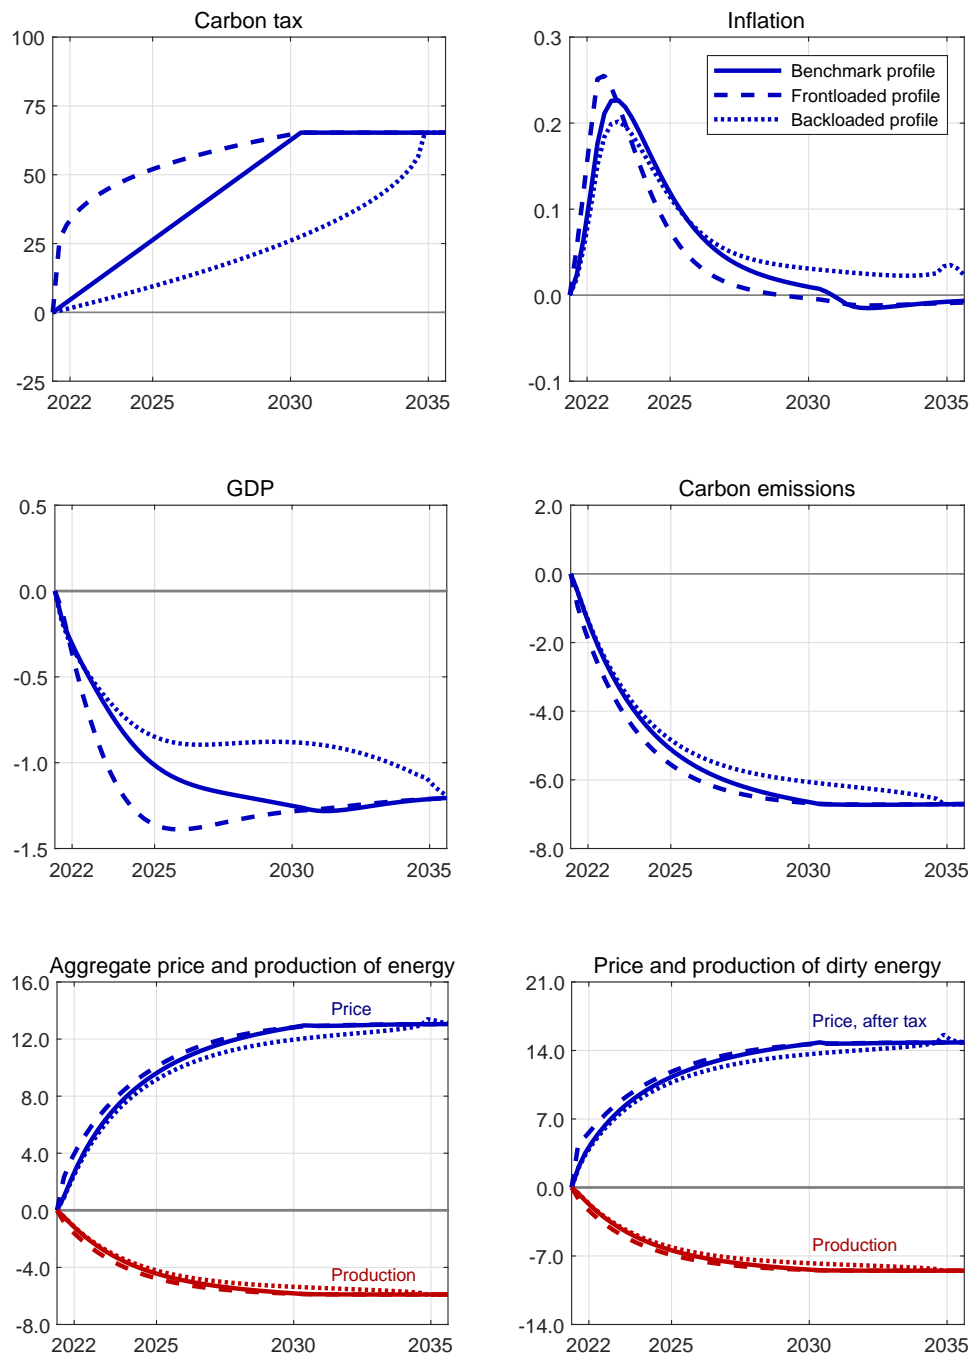 Carbon tax
100
75
50
25
0
-25
2022 2025 2030 2035
Inflation
0.3
0.2
0.1
0.0
-0.1
Benchmark profile
Frontloaded profile
Backloaded profile
2022 2025 2030 2035
GDP
0.5
0.0
-0.5
-1.0
-1.5
2022 2025 2030 2035
Carbon emissions
2.0
0.0
-2.0
-4.0
-6.0
-8.0
2022 2025 2030 2035
Aggregate price and production of energy
16.0
12.0
8.0
4.0
0.0
-4.0
-8.0
Price
Production
2022 2025 2030 2035
Price and production of dirty energy
21.0
14.0
7.0
0.0
-7.0
-14.0
Price, after tax
Production
2022 2025 2030 2035